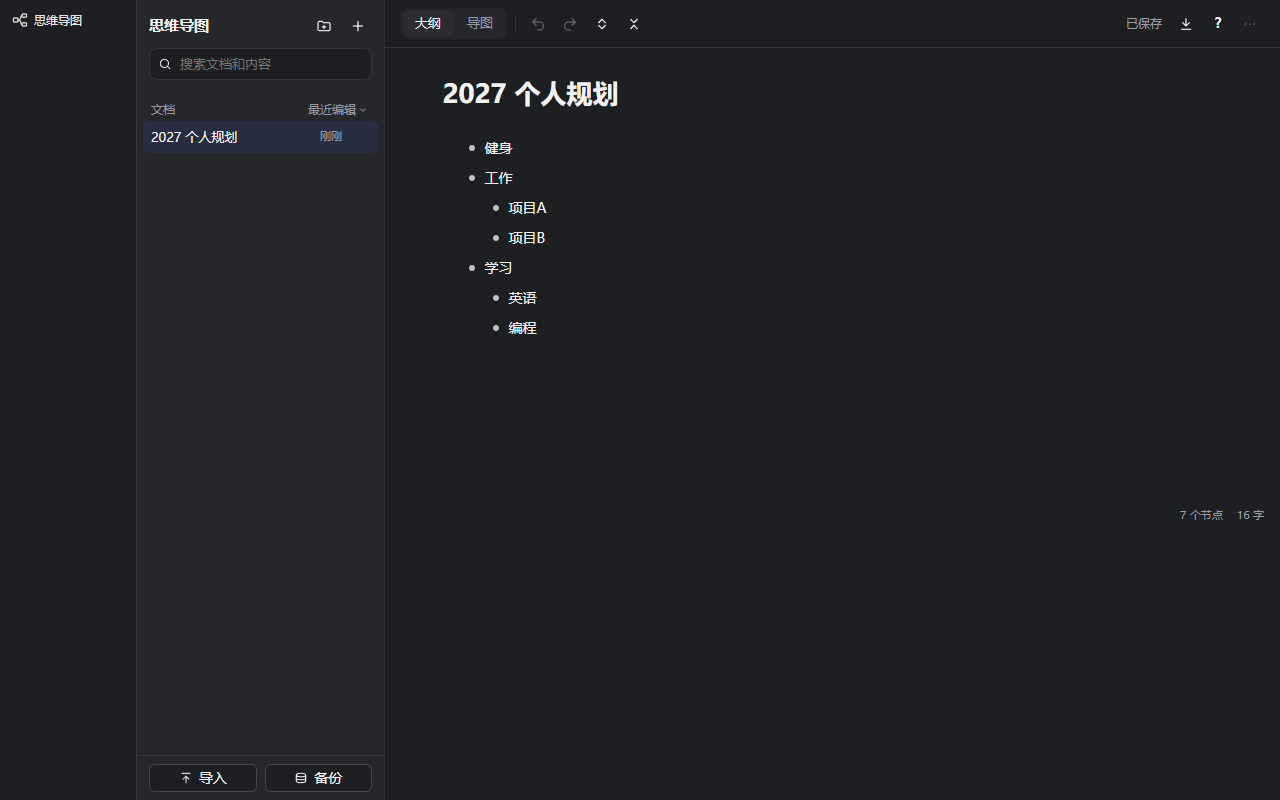 思维导图
思维导图
搜索文档和内容
文档 最近编辑
2027 个人规划 刚刚
导入 备份
大纲 导图
已保存 ? ...
2027 个人规划
健身
工作
项目A
项目B
学习
英语
编程
7 个节点 16 字